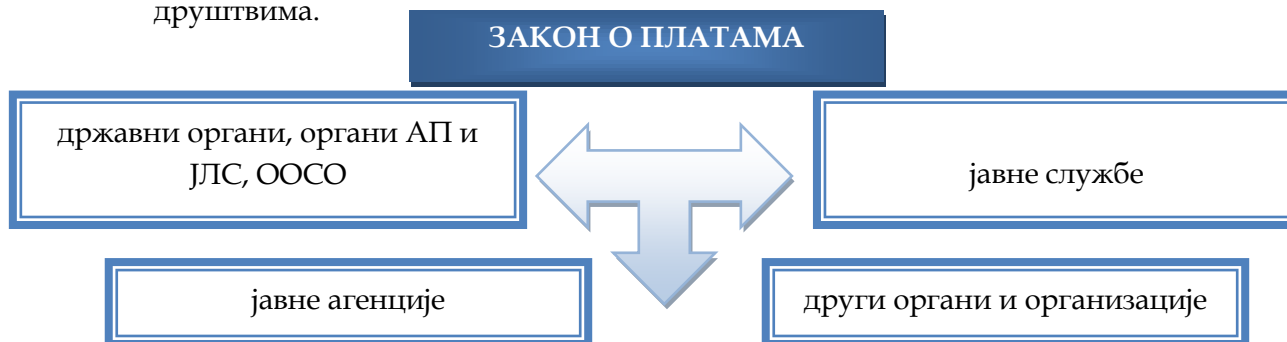 друштвима.
ЗАКОН О ПЛАТАМА
државни органи, органи АП и
ЈЛС, ООСО
јавне службе
јавне агенције
други органи и организације